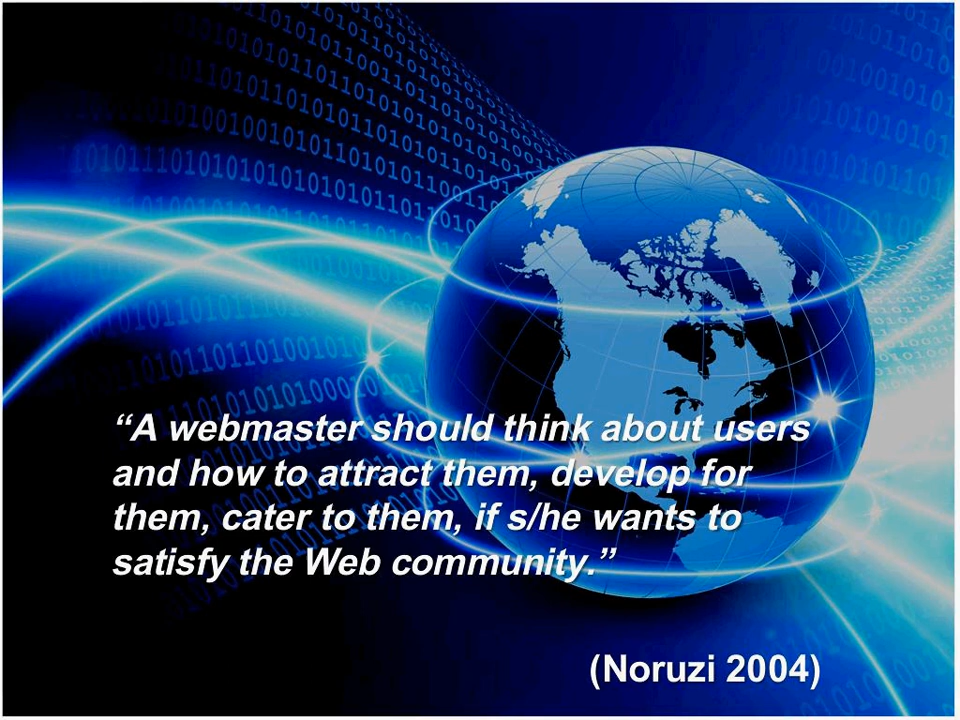 “A webmaster should think about users
and how to attract them, develop for
them, cater to them, if s/he wants to
satisfy the Web community.”
(Noruzi 2004)